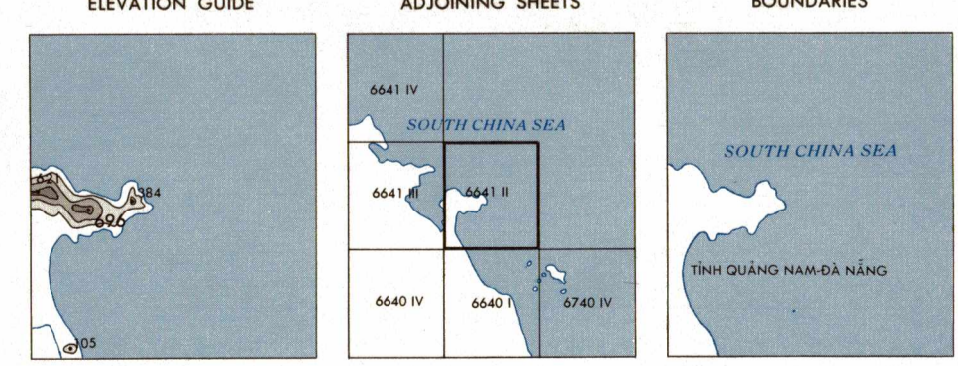 ELEVATION GUIDE
ADJOINING SHEETS
BOUNDARIES
62
384
696
105
6641 IV
SOUTH CHINA SEA
6641 III
6641 II
6640 IV
6640 I
6740 IV
SOUTH CHINA SEA
TỈNH QUẢNG NAM-ĐÀ NẴNG